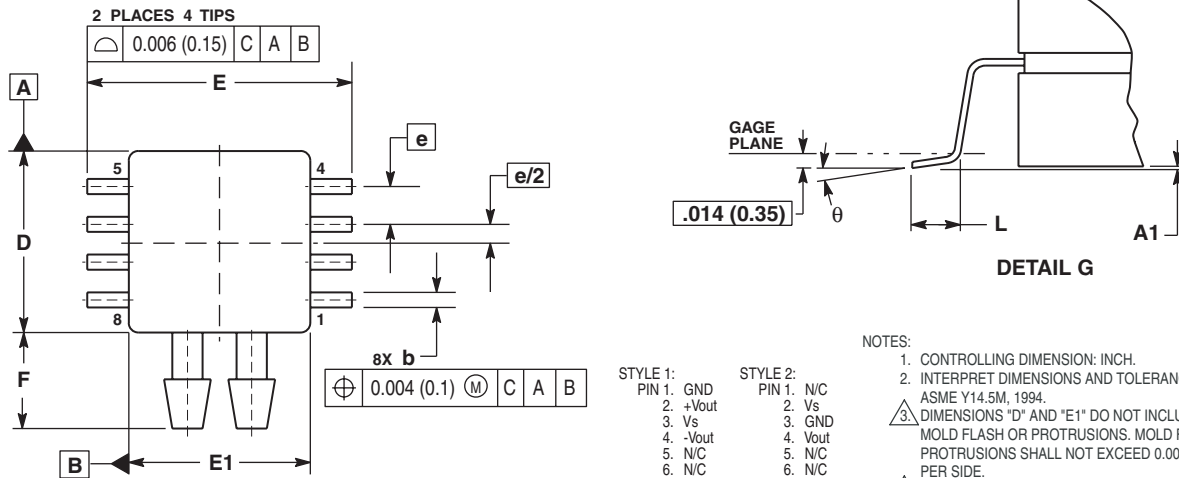 2 PLACES 4 TIPS
0.006 (0.15) C A B
E
A
e
5
4
e/2
D
8
1
F
8X b
0.004 (0.1) M C A B
B
E1
GAGE
PLANE
.014 (0.35)
θ
L
A1
DETAIL G
STYLE 1:
PIN 1. GND
2. +Vout
3. Vs
4. -Vout
5. N/C
6. N/C
STYLE 2:
PIN 1. N/C
2. Vs
3. GND
4. Vout
5. N/C
6. N/C
NOTES:
1. CONTROLLING DIMENSION: INCH.
2. INTERPRET DIMENSIONS AND
ASME Y14.5M, 1994.
3. DIMENSIONS "D" AND "E1" DO NOT
MOLD FLASH OR PROTRUSIONS. MOLD
PROTRUSIONS SHALL NOT EXCEED
PER SIDE.